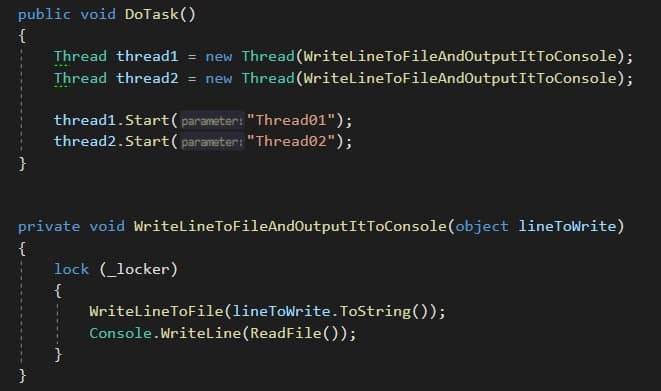 public void DoTask()
{
Thread thread1 = new Thread(WriteLineToFileAndOutputItToConsole);
Thread thread2 = new Thread(WriteLineToFileAndOutputItToConsole);
thread1.Start(parameter:"Thread01");
thread2.Start(parameter:"Thread02");
}
private void WriteLineToFileAndOutputItToConsole(object lineToWrite)
{
lock (_locker)
{
WriteLineToFile(lineToWrite.ToString());
Console.WriteLine(ReadFile());
}
}